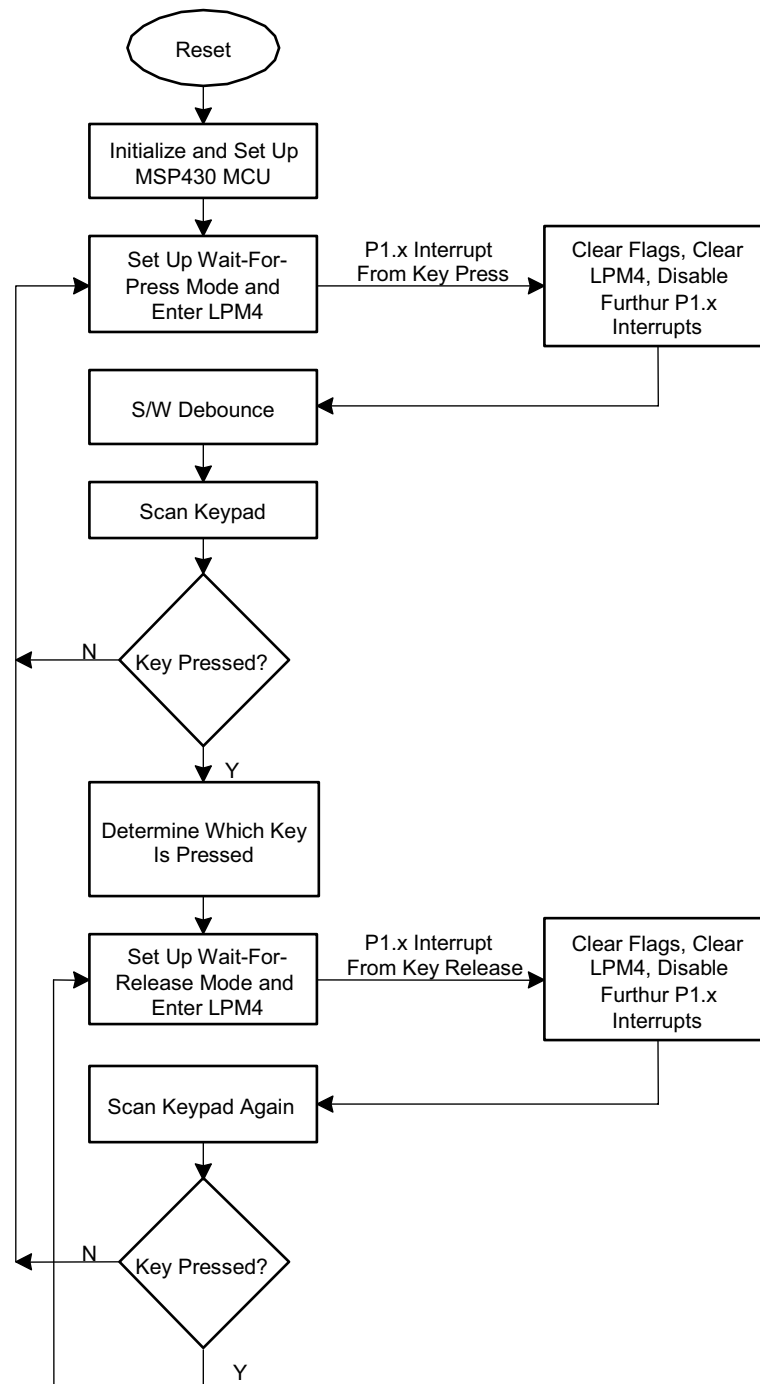 Reset
Initialize and Set Up
MSP430 MCU
Set Up Wait-For-
Press Mode and
Enter LPM4
P1.x Interrupt
From Key Press
Clear Flags, Clear
LPM4, Disable
Furthur P1.x
Interrupts
S/W Debounce
Scan Keypad
Key Pressed?
N
Y
Determine Which Key
Is Pressed
Set Up Wait-For-
Release Mode and
Enter LPM4
P1.x Interrupt
From Key Release
Clear Flags, Clear
LPM4, Disable
Furthur P1.x
Interrupts
Scan Keypad Again
Key Pressed?
N
Y